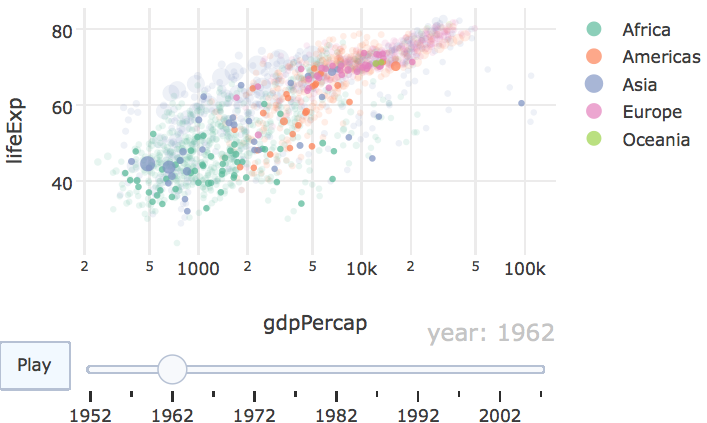 80
60
40
lifeExp
2
5
1000
2
5
10k
2
5
100k
gdpPercap
Africa
Americas
Asia
Europe
Oceania
year: 1962
Play
1952
1962
1972
1982
1992
2002